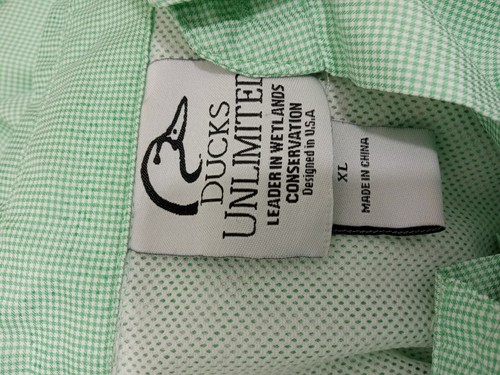 DUCKS
UNLIMITED
LEADER IN WETLANDS
CONSERVATION
Designed in U.S.A
XL
MADE IN CHINA